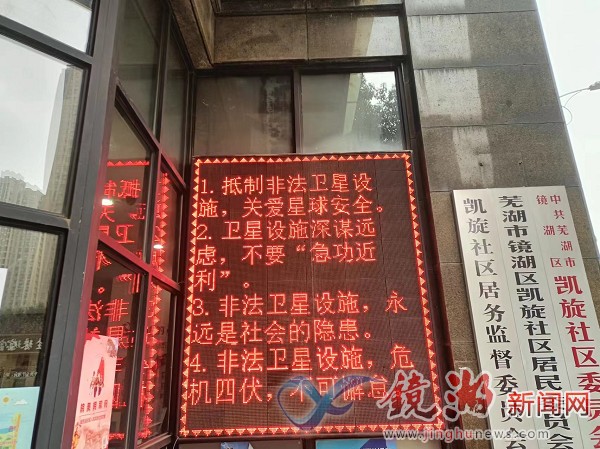 1. 抵制非法卫星设
施，关爱星球安全。
2. 卫星设施深谋远
虑，不要“急功近
利”。
3. 非法卫星设施，永
远是社会的隐患。
4. 非法卫星设施，危
机四伏，不可懈怠
凯旋社区居务监督委员会
芜湖市镜湖区凯旋社区居民委员会
中共芜湖市
镜湖区
凯旋社区委员会
镜湖新闻网
www.jinghunews.com